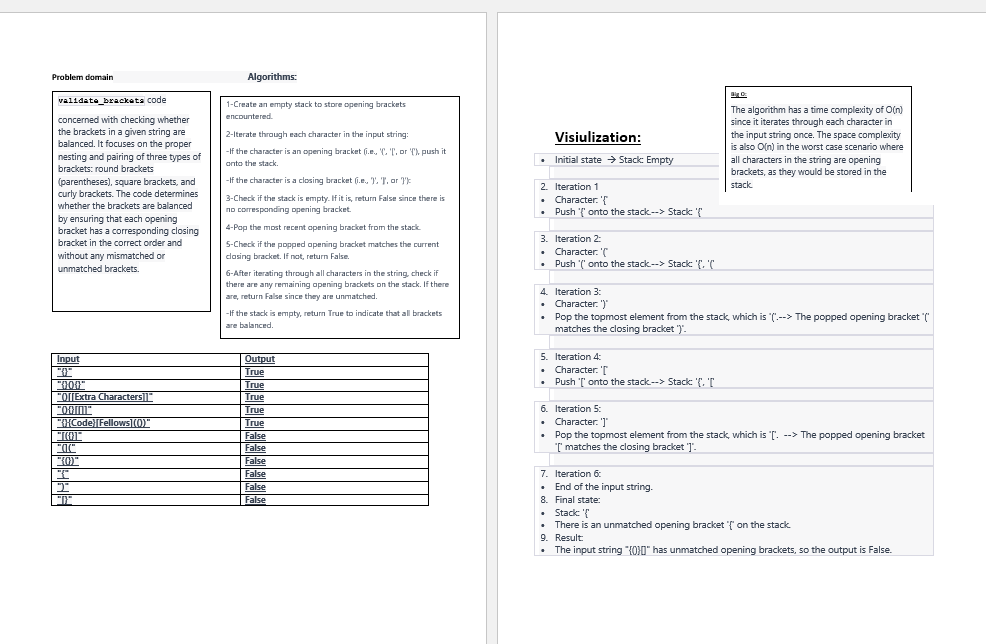 Problem domain
Algorithms:
validate_brackets code
concerned with checking whether
the brackets in a given string are
balanced. It focuses on the proper
nesting and pairing of three types of
brackets: round brackets
(parentheses), square brackets, and
curly brackets. The code determines
whether the brackets are balanced
by ensuring that each opening
bracket has a corresponding closing
bracket in the correct order and
without any mismatched or
unmatched brackets.
1-Create an empty stack to store opening brackets
encountered.
2-Iterate through each character in the input string:
-If the character is an opening bracket (i.e., '(', '[', or '{'), push it
onto the stack.
-If the character is a closing bracket (i.e., ')', ']', or '}'):
3-Check if the stack is empty. If it is, return False since there is
no corresponding opening bracket.
4-Pop the most recent opening bracket from the stack.
5-Check if the popped opening bracket matches the current
closing bracket. If not, return False.
6-After iterating through all characters in the string, check if
there are any remaining opening brackets on the stack. If there
are, return False since they are unmatched.
-If the stack is empty, return True to indicate that all brackets
are balanced.
Input Output
"{}" True
"{}(){}" True
"()[[Extra Characters]]" True
"(){}[[]]" True
"{}{Code}[Fellows](())" True
"[({}]" False
"(](" False
"{(})" False
"{" False
")" False
"[}" False
Big O:
The algorithm has a time complexity of O(n)
since it iterates through each character in
the input string once. The space complexity
is also O(n) in the worst case scenario where
all characters in the string are opening
brackets, as they would be stored in the
stack.
Visiulization:
• Initial state → Stack: Empty
2. Iteration 1
• Character: '{'
• Push '{' onto the stack.--> Stack: '{'
3. Iteration 2:
• Character: '('
• Push '(' onto the stack.--> Stack: '{', '('
4. Iteration 3:
• Character: ')'
• Pop the topmost element from the stack, which is '('.--> The popped opening bracket '('
matches the closing bracket ')'.
5. Iteration 4:
• Character: '['
• Push '[' onto the stack.--> Stack: '{', '['
6. Iteration 5:
• Character: ']'
• Pop the topmost element from the stack, which is '['. --> The popped opening bracket
'[' matches the closing bracket ']'.
7. Iteration 6:
• End of the input string.
8. Final state:
• Stack: '{'
• There is an unmatched opening bracket '{' on the stack.
9. Result:
• The input string "{()}[]" has unmatched opening brackets, so the output is False.